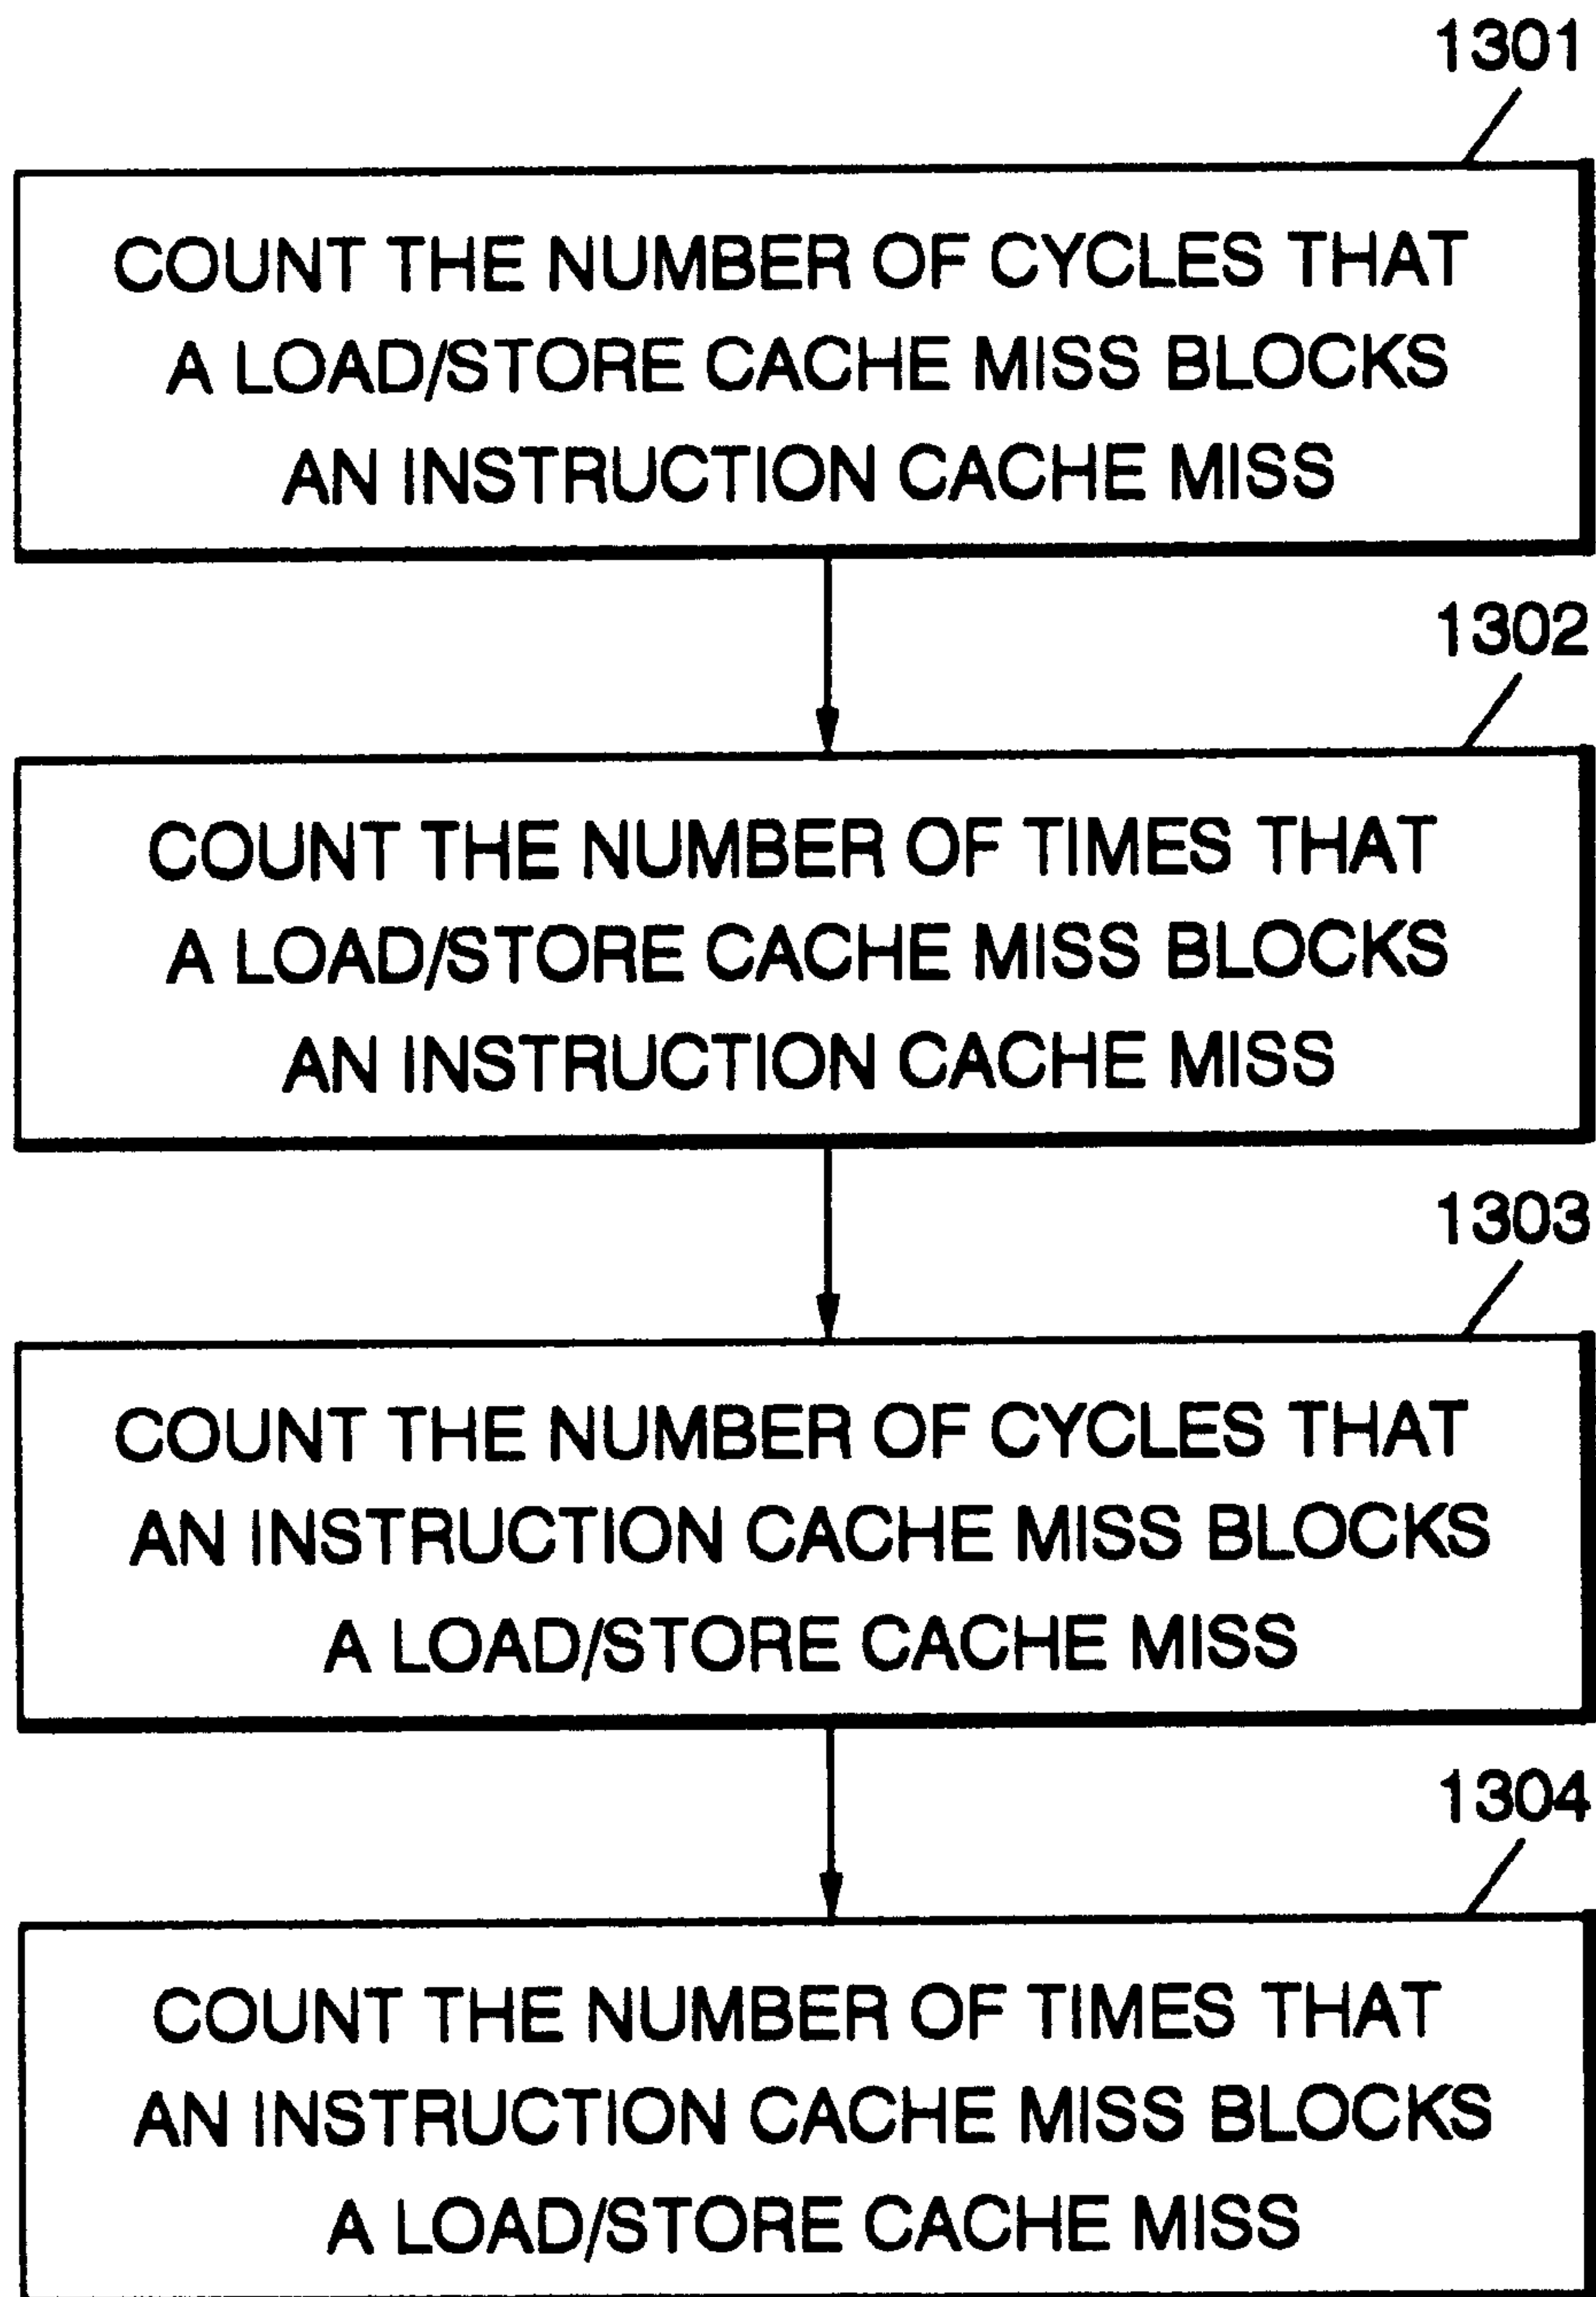 1301
COUNT THE NUMBER OF CYCLES THAT
A LOAD/STORE CACHE MISS BLOCKS
AN INSTRUCTION CACHE MISS
1302
COUNT THE NUMBER OF TIMES THAT
A LOAD/STORE CACHE MISS BLOCKS
AN INSTRUCTION CACHE MISS
1303
COUNT THE NUMBER OF CYCLES THAT
AN INSTRUCTION CACHE MISS BLOCKS
A LOAD/STORE CACHE MISS
1304
COUNT THE NUMBER OF TIMES THAT
AN INSTRUCTION CACHE MISS BLOCKS
A LOAD/STORE CACHE MISS